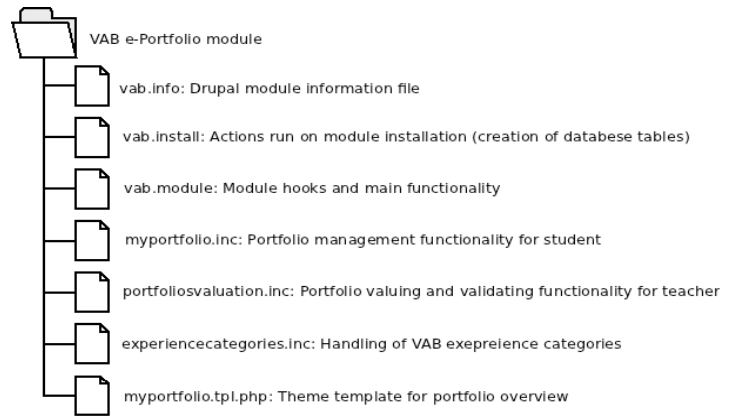 VAB e-Portfolio module
vab.info: Drupal module information file
vab.install: Actions run on module installation (creation of databese tables)
vab.module: Module hooks and main functionality
myportfolio.inc: Portfolio management functionality for student
portfoliosvaluation.inc: Portfolio valuing and validating functionality for teacher
experiencecategories.inc: Handling of VAB exepreience categories
myportfolio.tpl.php: Theme template for portfolio overview